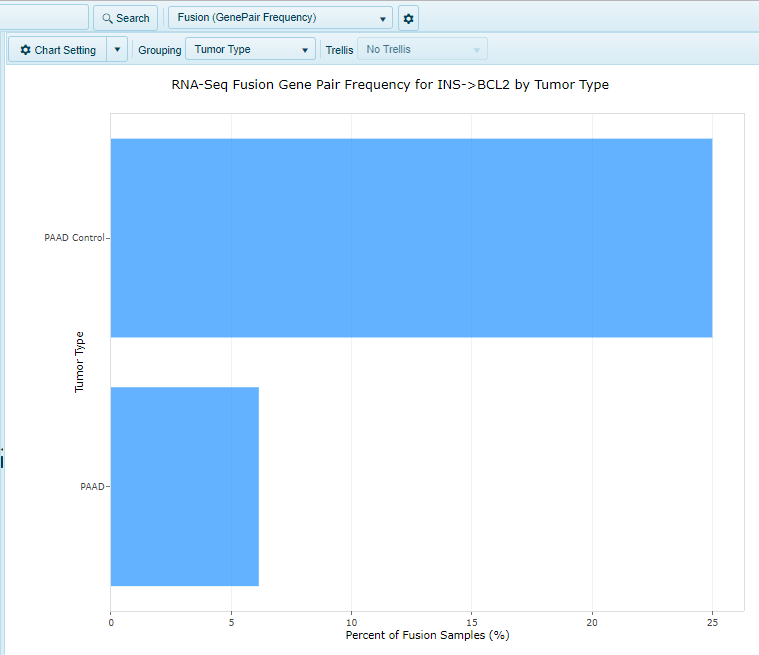 Search
Fusion (GenePair Frequency)
Chart Setting
Grouping
Tumor Type
Trellis
No Trellis
RNA-Seq Fusion Gene Pair Frequency for INS->BCL2 by Tumor Type
PAAD Control
Tumor Type
PAAD
0 5 10 15 20 25
Percent of Fusion Samples (%)